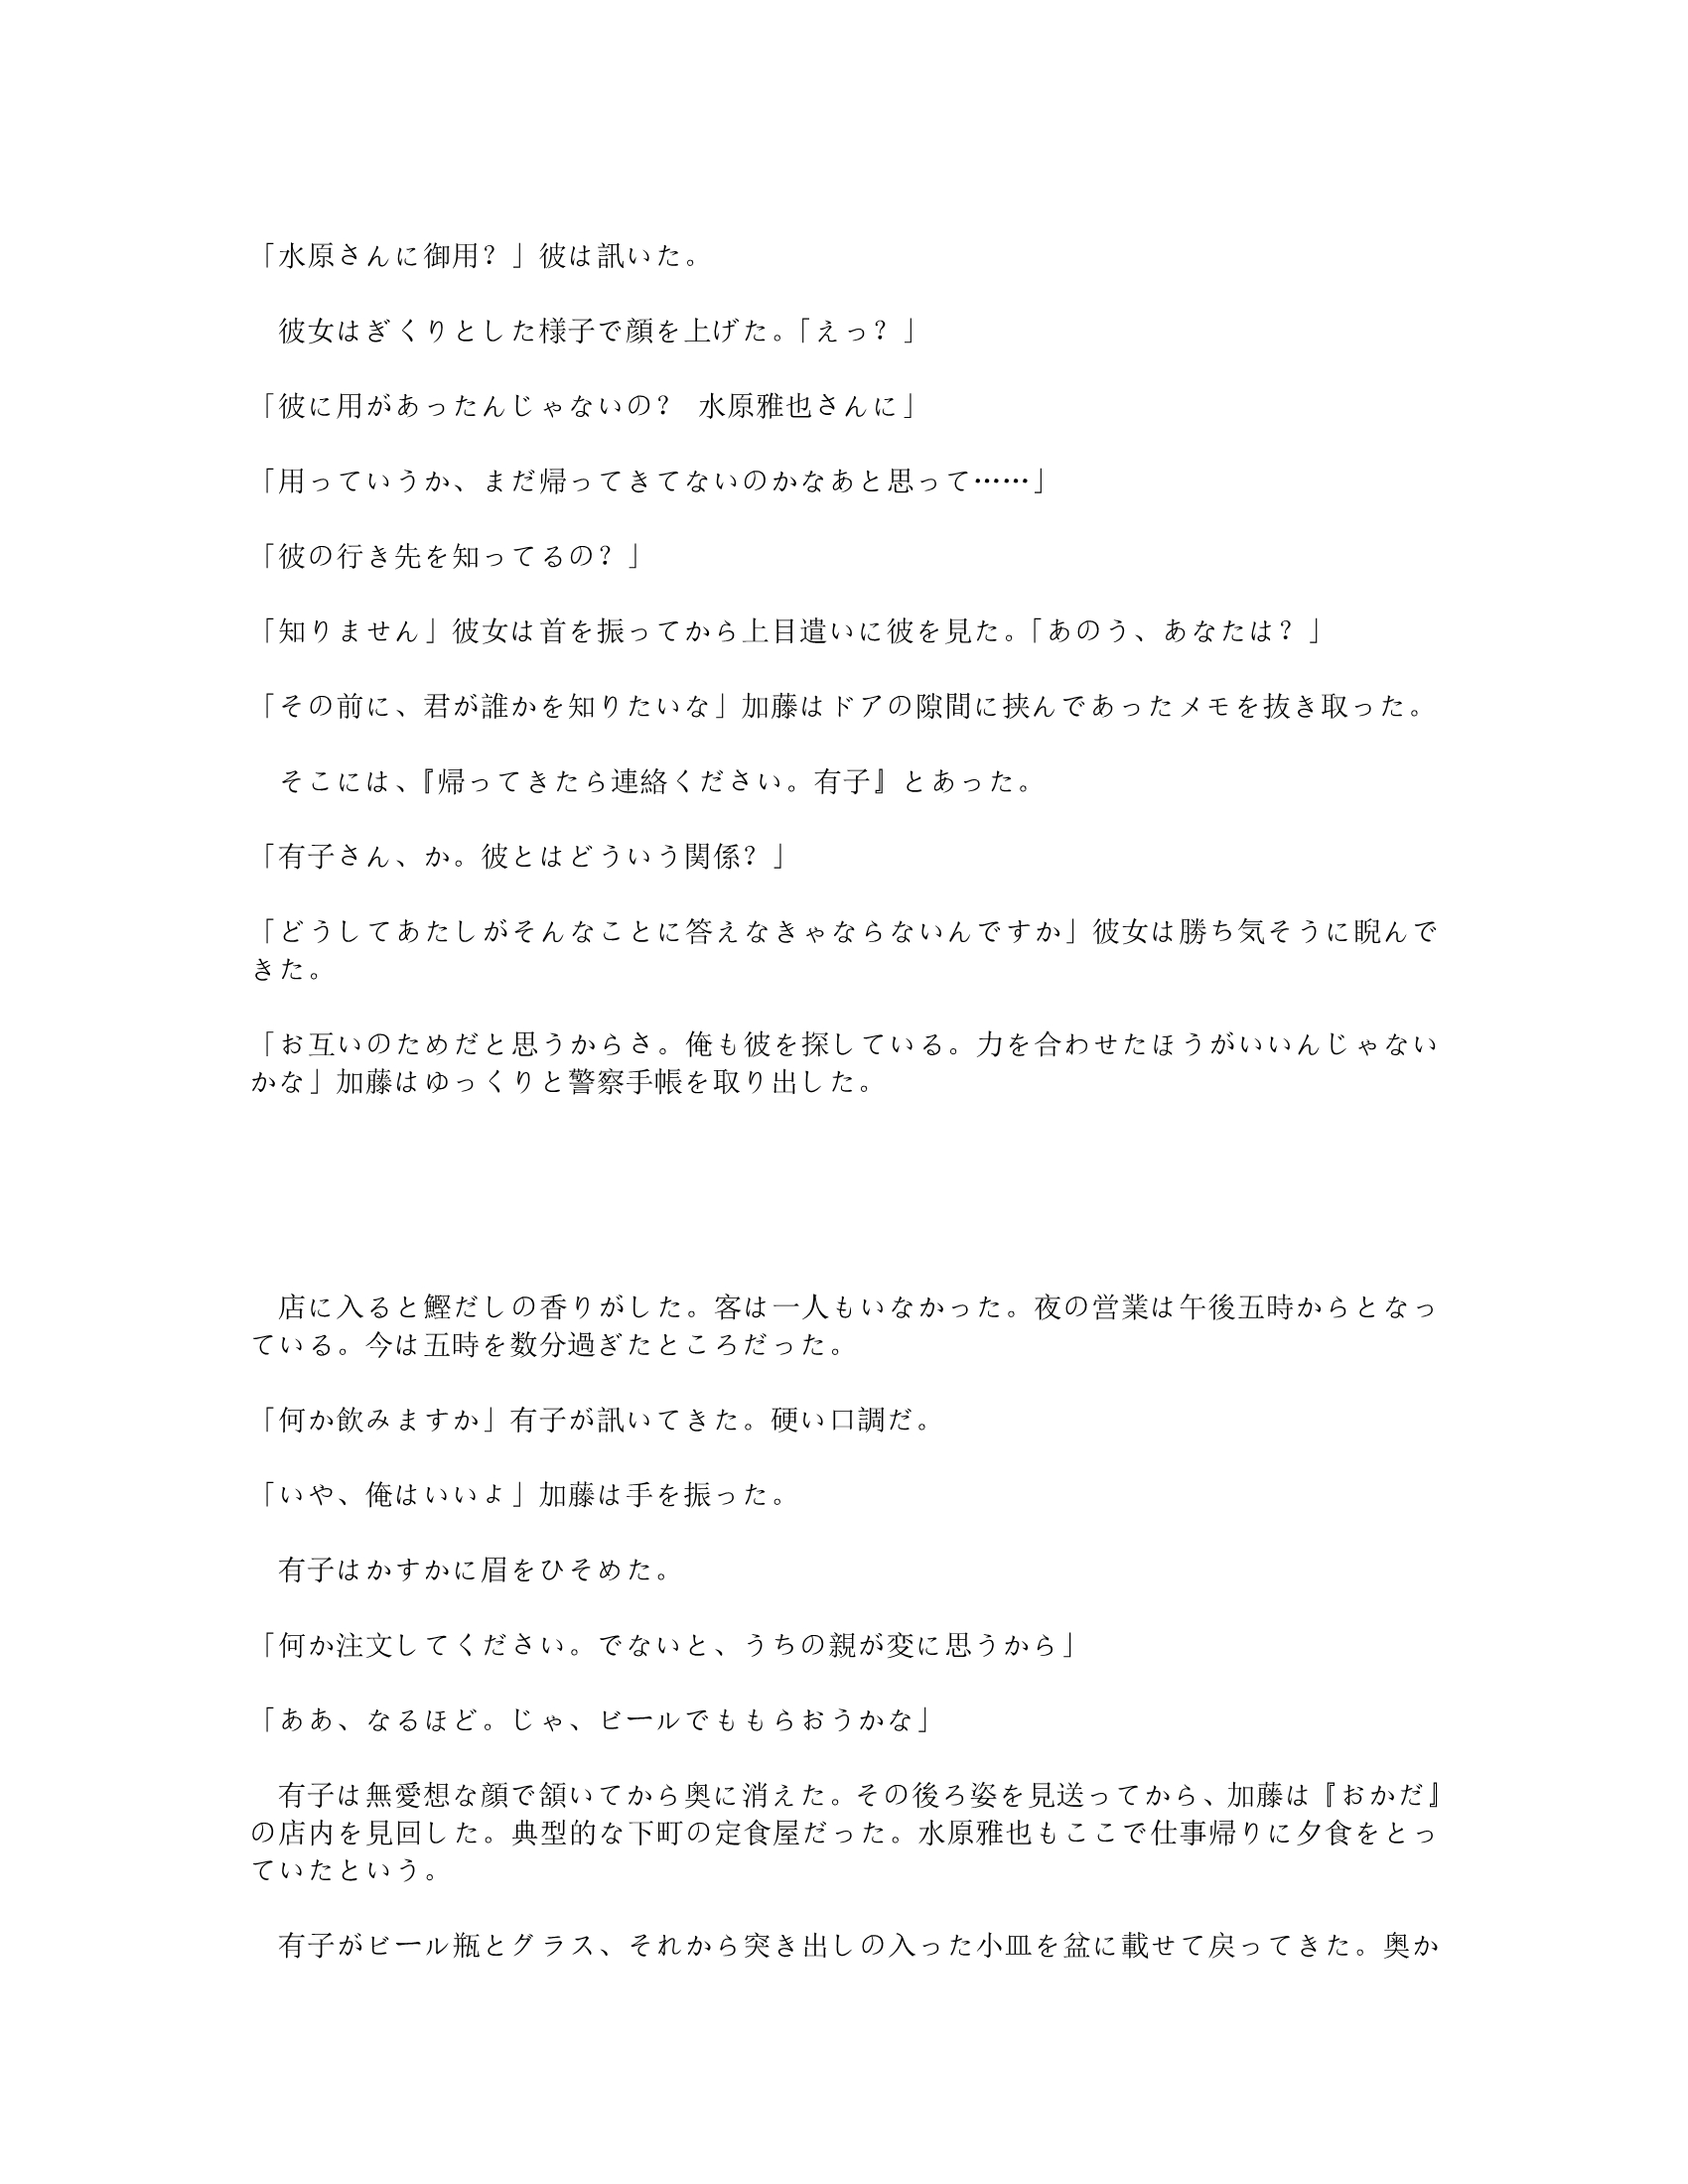 「水原さんに御用？」彼は訊いた。
　彼女はぎくりとした様子で顔を上げた。「えっ？」
「彼に用があったんじゃないの？　水原雅也さんに」
「用っていうか、まだ帰ってきてないのかなあと思って……」
「彼の行き先を知ってるの？」
「知りません」彼女は首を振ってから上目遣いに彼を見た。「あのう、あなたは？」
「その前に、君が誰かを知りたいな」加藤はドアの隙間に挟んであったメモを抜き取った。
　そこには、『帰ってきたら連絡ください。有子』とあった。
「有子さん、か。彼とはどういう関係？」
「どうしてあたしがそんなことに答えなきゃならないんですか」彼女は勝ち気そうに睨んで
きた。
「お互いのためだと思うからさ。俺も彼を探している。力を合わせたほうがいいんじゃない
かな」加藤はゆっくりと警察手帳を取り出した。
　店に入ると鰹だしの香りがした。客は一人もいなかった。夜の営業は午後五時からとなっ
ている。今は五時を数分過ぎたところだった。
「何か飲みますか」有子が訊いてきた。硬い口調だ。
「いや、俺はいいよ」加藤は手を振った。
　有子はかすかに眉をひそめた。
「何か注文してください。でないと、うちの親が変に思うから」
「ああ、なるほど。じゃ、ビールでももらおうかな」
　有子は無愛想な顔で頷いてから奥に消えた。その後ろ姿を見送ってから、加藤は『おかだ』
の店内を見回した。典型的な下町の定食屋だった。水原雅也もここで仕事帰りに夕食をとっ
ていたという。
　有子がビール瓶とグラス、それから突き出しの入った小皿を盆に載せて戻ってきた。奥か